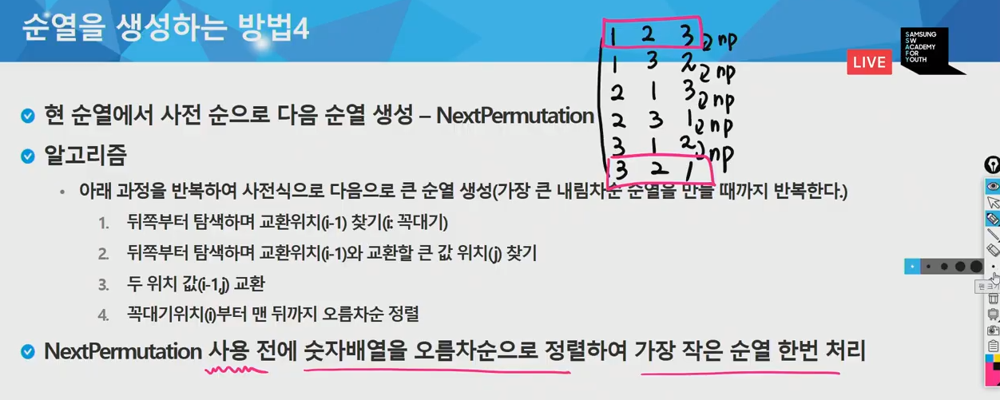 순열을 생성하는 방법4
1 2 3
np
1 3 2
np
2 1 3
np
2 3 1
np
3 1 2
np
3 2 1
LIVE
SAMSUNG
SW
ACADEMY
FOR
YOUTH
현 순열에서 사전 순으로 다음 순열 생성 – NextPermutation
알고리즘
• 아래 과정을 반복하여 사전식으로 다음으로 큰 순열 생성(가장 큰 내림차순 순열을 만들 때까지 반복한다.)
1. 뒤쪽부터 탐색하며 교환위치(i-1) 찾기(i: 꼭대기)
2. 뒤쪽부터 탐색하며 교환위치(i-1)와 교환할 큰 값 위치(j) 찾기
3. 두 위치 값(i-1,j) 교환
4. 꼭대기위치(i)부터 맨 뒤까지 오름차순 정렬
NextPermutation 사용 전에 숫자배열을 오름차순으로 정렬하여 가장 작은 순열 한번 처리
펜 크기